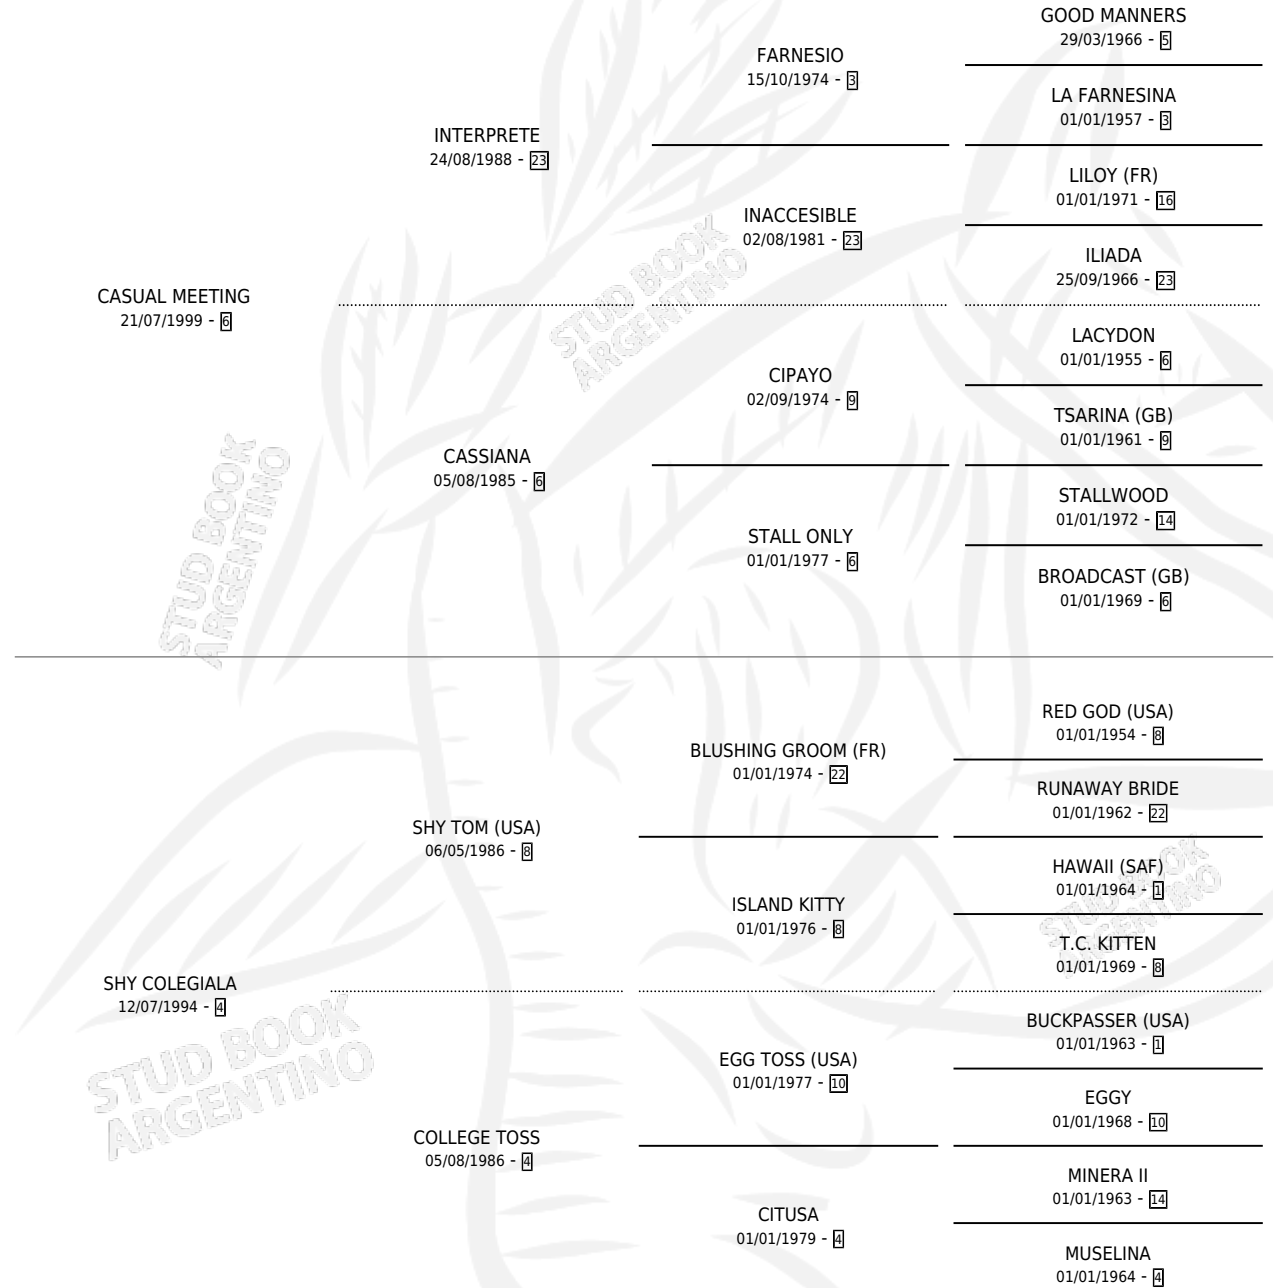 GOOD MANNERS
29/03/1966 - 5
FARNESIO
15/10/1974 - 3
LA FARNESINA
01/01/1957 - 3
INTERPRETE
24/08/1988 - 23
LILOY (FR)
01/01/1971 - 16
INACCESIBLE
02/08/1981 - 23
ILIADA
25/09/1966 - 23
CASUAL MEETING
21/07/1999 - 6
LACYDON
01/01/1955 - 6
CIPAYO
02/09/1974 - 9
TSARINA (GB)
01/01/1961 - 9
CASSIANA
05/08/1985 - 6
STALLWOOD
01/01/1972 - 14
STALL ONLY
01/01/1977 - 6
BROADCAST (GB)
01/01/1969 - 6
RED GOD (USA)
01/01/1954 - 8
BLUSHING GROOM (FR)
01/01/1974 - 22
RUNAWAY BRIDE
01/01/1962 - 22
SHY TOM (USA)
06/05/1986 - 8
HAWAII (SAF)
01/01/1964 - 1
ISLAND KITTY
01/01/1976 - 8
T.C. KITTEN
01/01/1969 - 8
SHY COLEGIALA
12/07/1994 - 4
BUCKPASSER (USA)
01/01/1963 - 1
EGG TOSS (USA)
01/01/1977 - 10
EGGY
01/01/1968 - 10
COLLEGE TOSS
05/08/1986 - 4
MINERA II
01/01/1963 - 14
CITUSA
01/01/1979 - 4
MUSELINA
01/01/1964 - 4
STUD BOOK
ARGENTINO
STUD BOOK
ARGENTINO
STUD BOOK
ARGENTINO
STUD BOOK
ARGENTINO